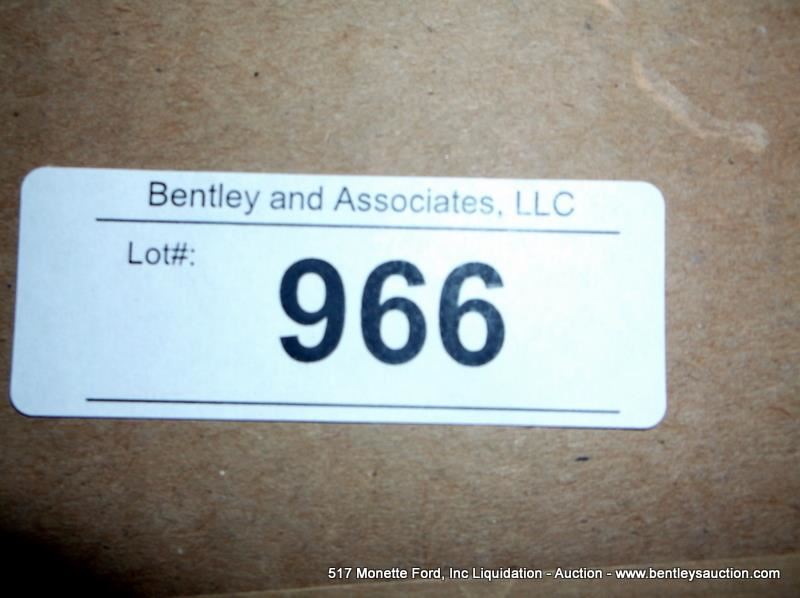 Bentley and Associates, LLC
Lot#:
966
517 Monette Ford, Inc Liquidation - Auction - www.bentleysauction.com